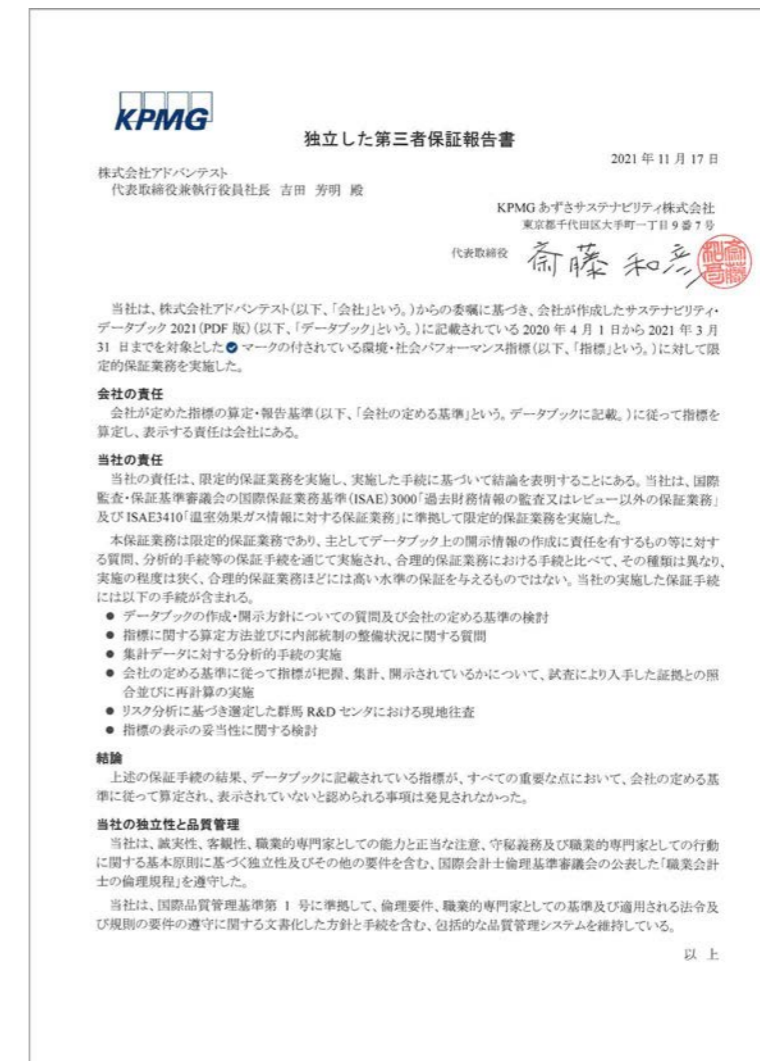 KPMG
独立した第三者保証報告書
2021 年 11 月 17 日
株式会社アドバンテスト
代表取締役兼執行役員社長 吉田 芳明 殿
KPMG あずさサステナビリティ株式会社
東京都千代田区大手町一丁目 9 番 7 号
代表取締役 斎藤 和彦
当社は、株式会社アドバンテスト(以下、「会社」という。)からの委嘱に基づき、会社が作成したサステナビリティ・
データブック 2021(PDF 版)(以下、「データブック」という。)に記載されている 2020 年 4 月 1 日から 2021 年 3 月
31 日までを対象とした マークの付されている環境・社会パフォーマンス指標(以下、「指標」という。)に対して限
定的保証業務を実施した。
会社の責任
会社が定めた指標の算定・報告基準(以下、「会社の定める基準」という。データブックに記載。)に従って指標を
算定し、表示する責任は会社にある。
当社の責任
当社の責任は、限定的保証業務を実施し、実施した手続に基づいて結論を表明することにある。当社は、国際
監査・保証基準審議会の国際保証業務基準(ISAE)3000「過去財務情報の監査又はレビュー以外の保証業務」
及び ISAE3410「温室効果ガス情報に対する保証業務」に準拠して限定的保証業務を実施した。
本保証業務は限定的保証業務であり、主としてデータブック上の開示情報の作成に責任を有するもの等に対す
る質問、分析的手続等の保証手続を通じて実施され、合理的保証業務における手続と比べて、その種類は異なり、
実施の程度は狭く、合理的保証業務ほどには高い水準の保証を与えるものではない。当社の実施した保証手続
には以下の手続が含まれる。
● データブックの作成・開示方針についての質問及び会社の定める基準の検討
● 指標に関する算定方法並びに内部統制の整備状況に関する質問
● 集計データに対する分析的手続の実施
● 会社の定める基準に従って指標が把握、集計、開示されているかについて、試査により入手した証拠との照
合並びに再計算の実施
● リスク分析に基づき選定した群馬 R&D センタにおける現地往査
● 指標の表示の妥当性に関する検討
結論
上述の保証手続の結果、データブックに記載されている指標が、すべての重要な点において、会社の定める基
準に従って算定され、表示されていないと認められる事項は発見されなかった。
当社の独立性と品質管理
当社は、誠実性、客観性、職業的専門家としての能力と正当な注意、守秘義務及び職業的専門家としての行動
に関する基本原則に基づく独立性及びその他の要件を含む、国際会計士倫理基準審議会の公表した「職業会計
士の倫理規程」を遵守した。
当社は、国際品質管理基準第 1 号に準拠して、倫理要件、職業的専門家としての基準及び適用される法令及
び規則の要件の遵守に関する文書化した方針と手続を含む、包括的な品質管理システムを維持している。
以 上